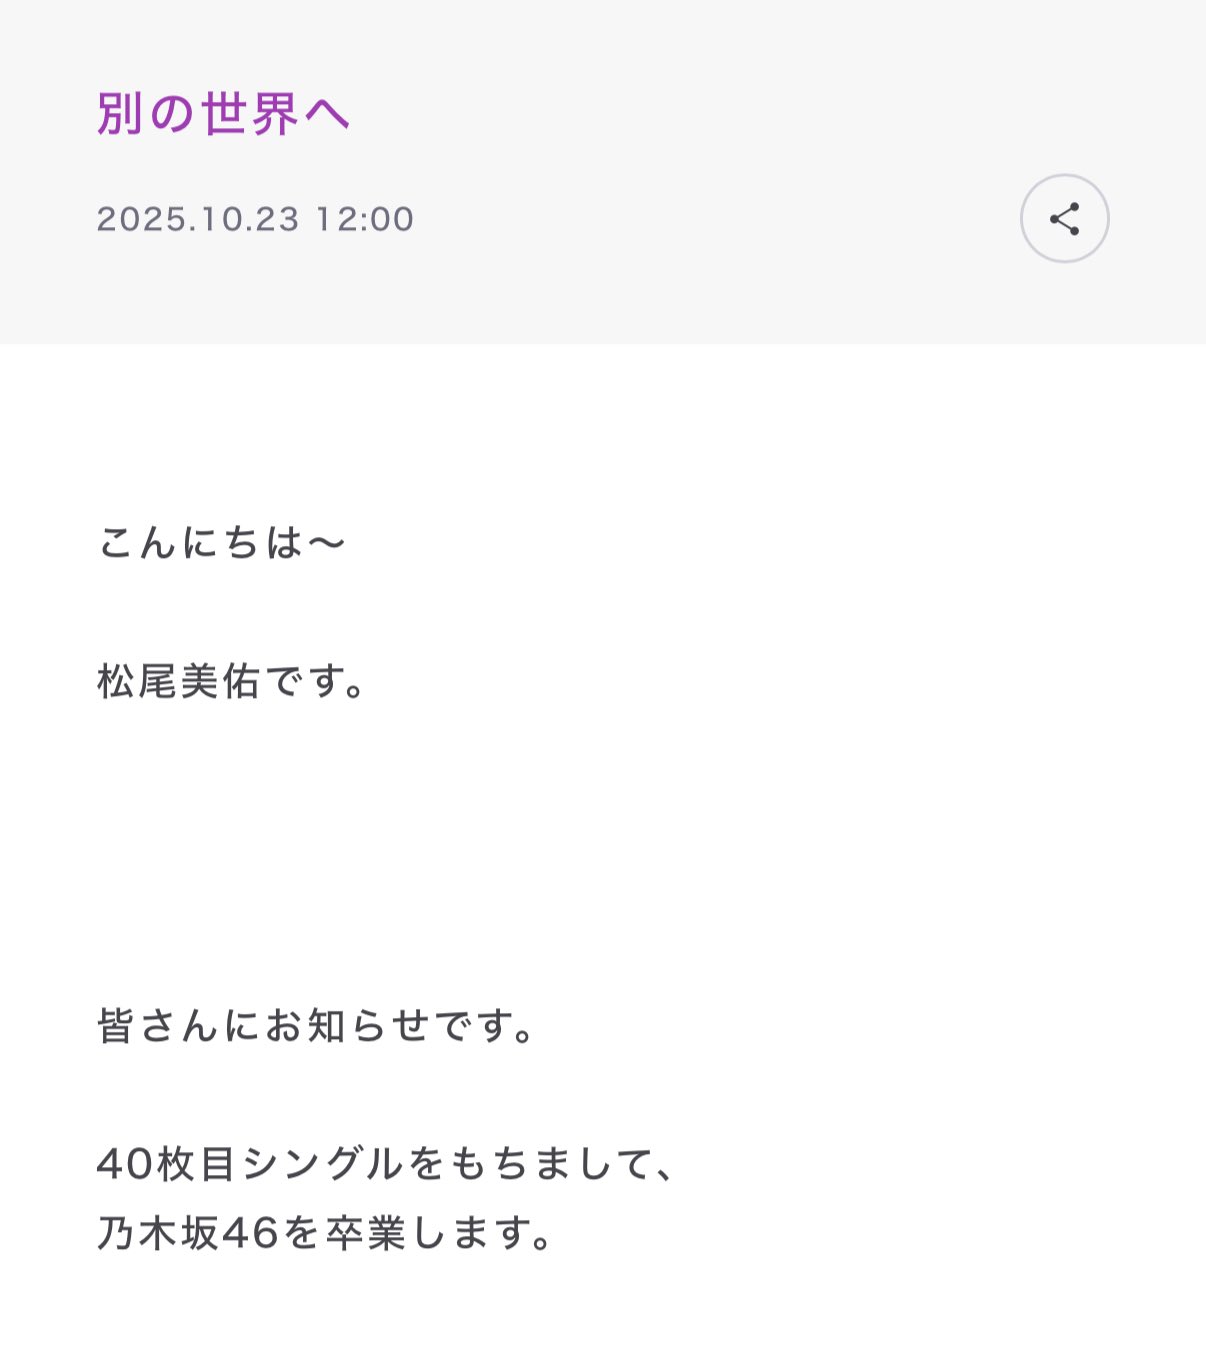 別の世界へ
2025.10.23 12:00
こんにちは〜
松尾美佑です。
皆さんにお知らせです。
40枚目シングルをもちまして、
乃木坂46を卒業します。